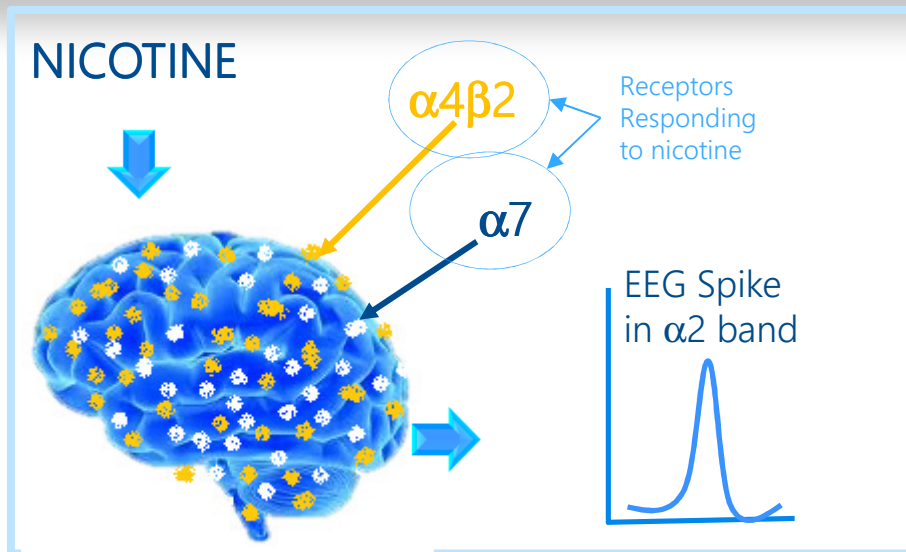 NICOTINE
α4β2
Receptors
Responding
to nicotine
α7
EEG Spike
in α2 band